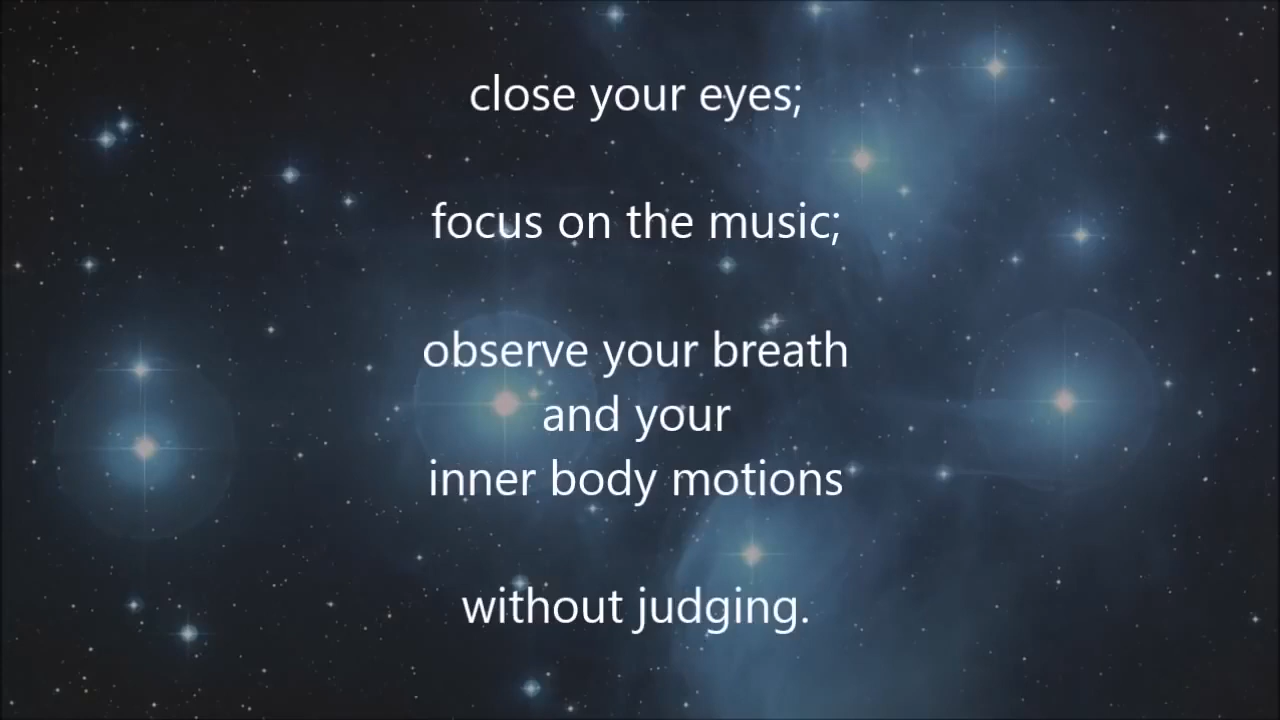 close your eyes;
focus on the music;
observe your breath
and your
inner body motions
without judging.